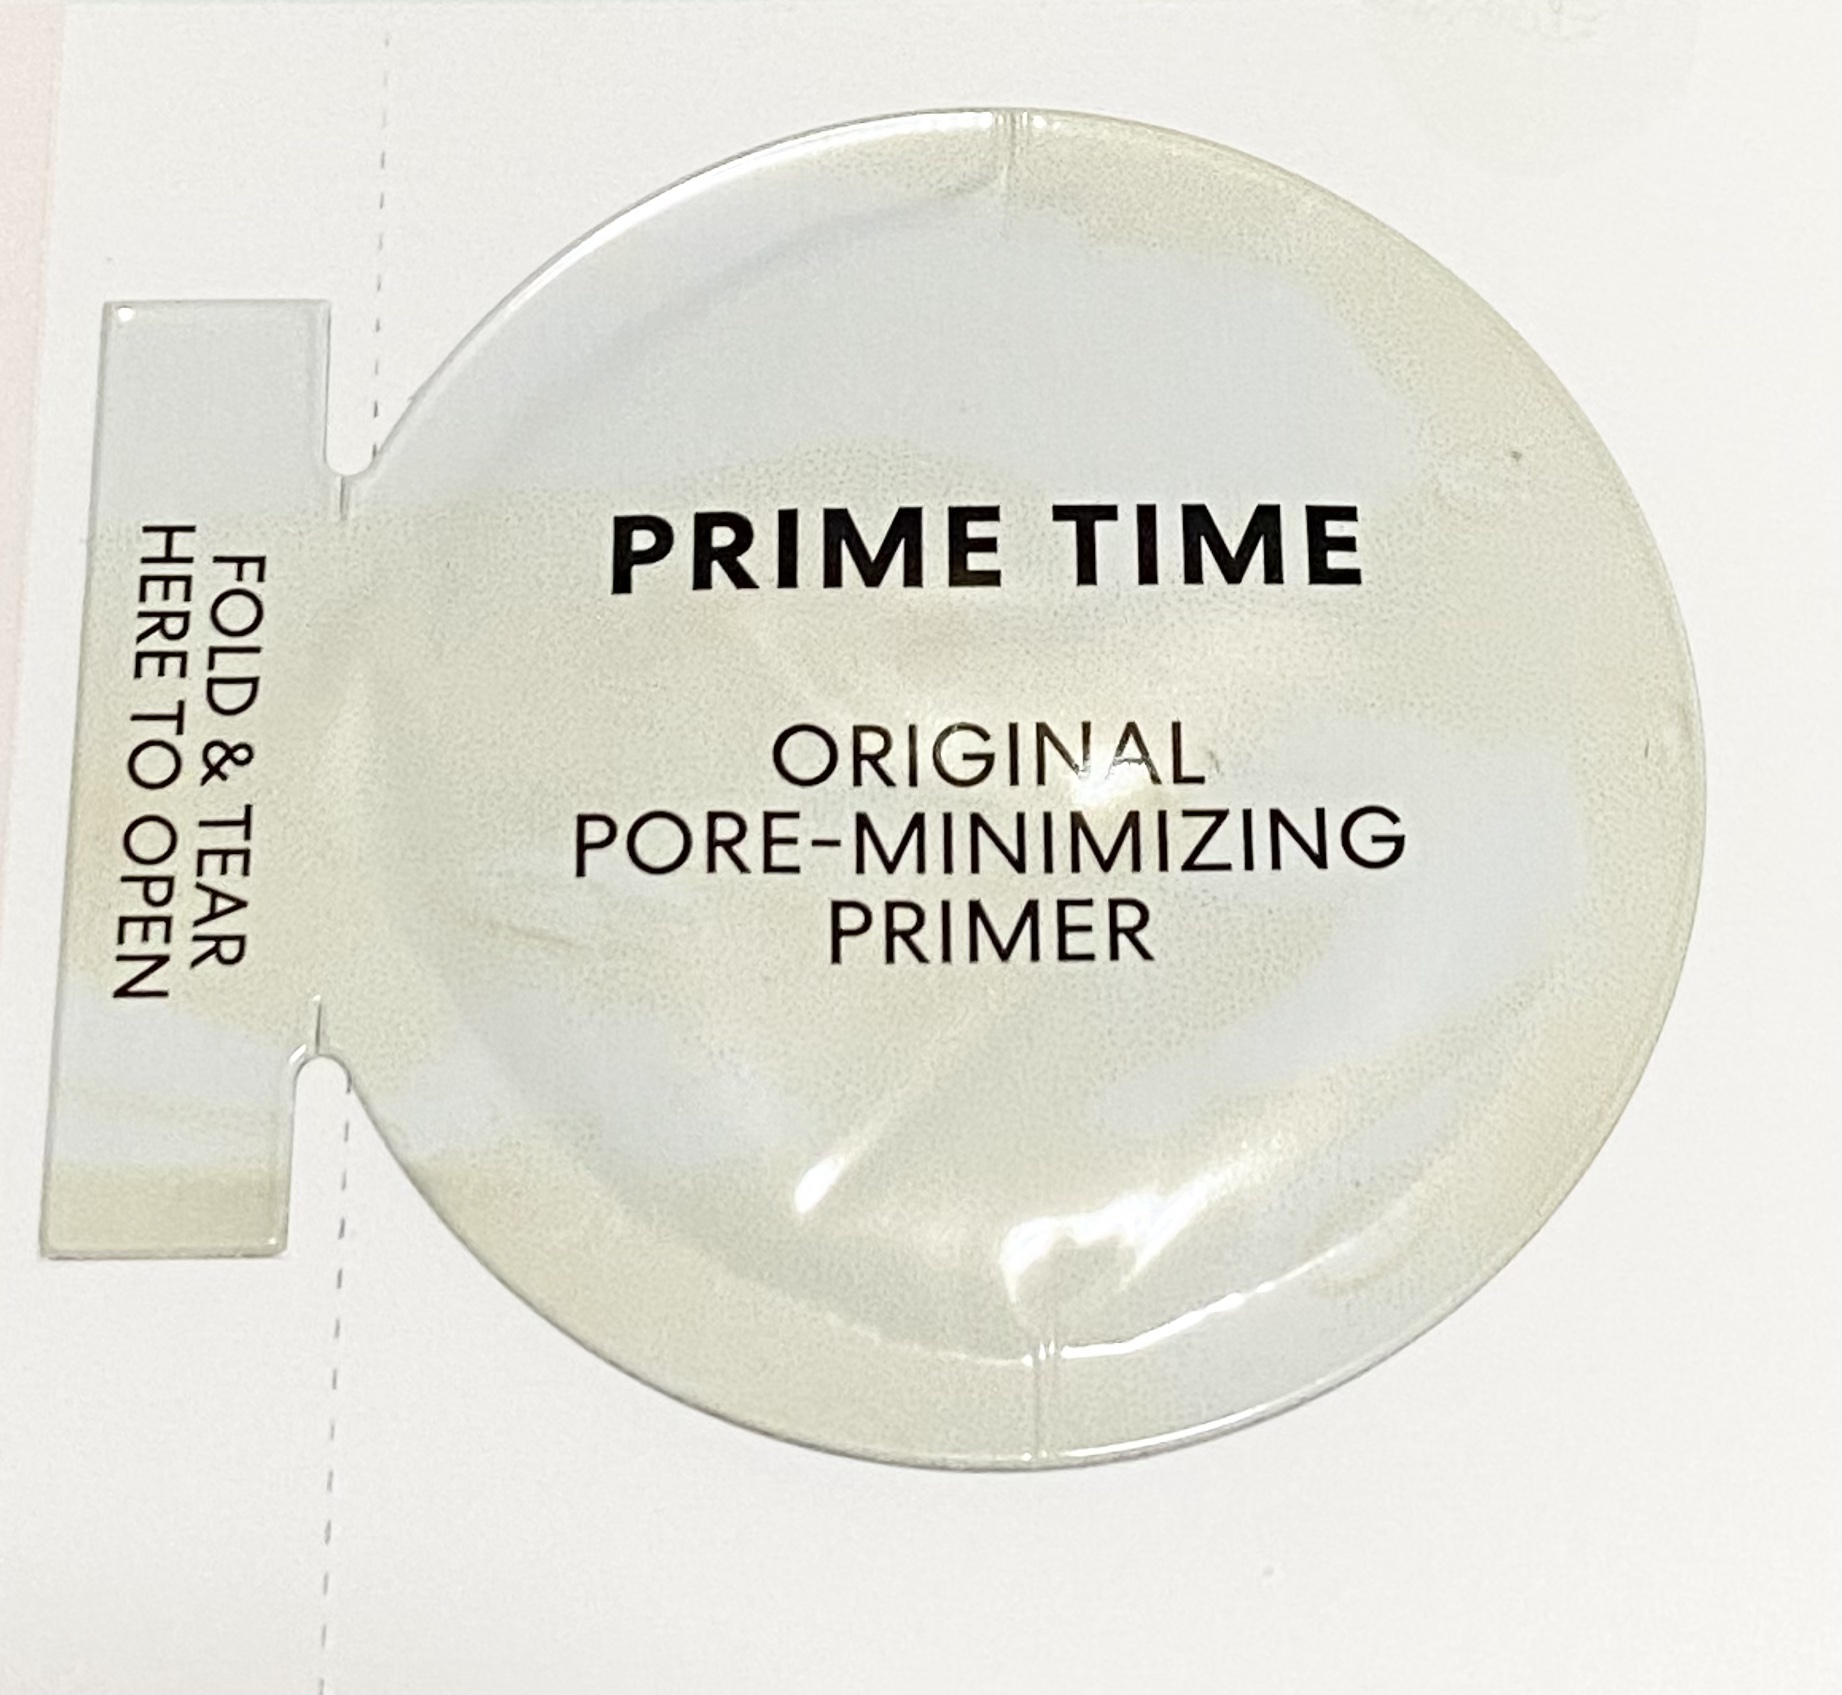 PRIME TIME
ORIGINAL
PORE-MINIMIZING
PRIMER
FOLD & TEAR
HERE TO OPEN